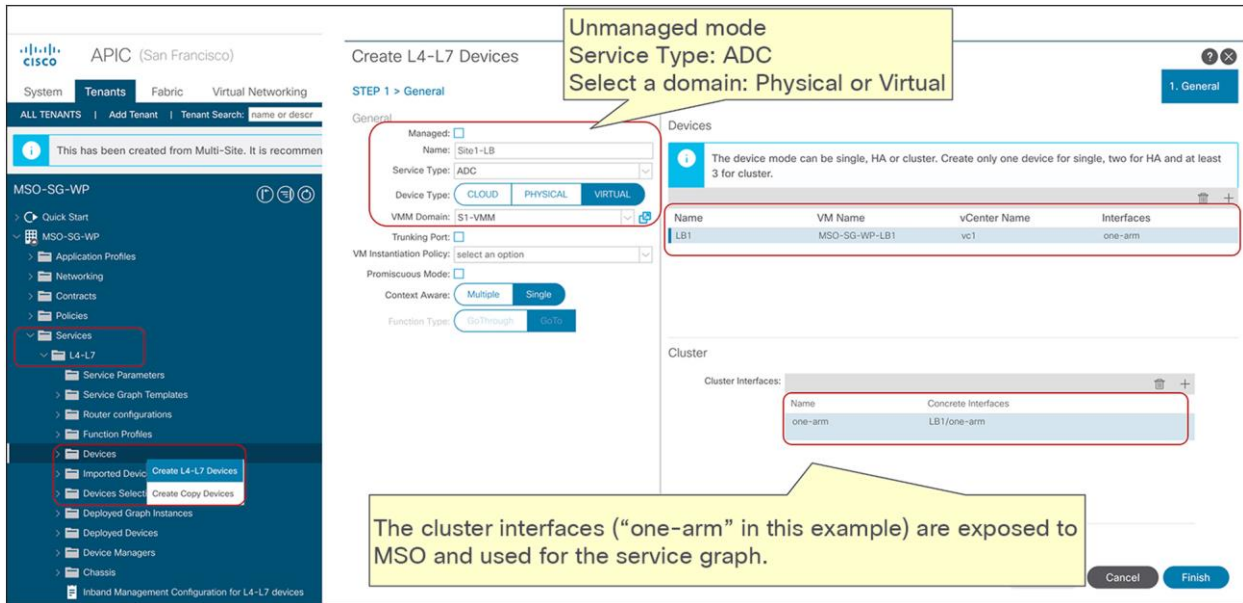 Unmanaged mode
Service Type: ADC
Select a domain: Physical or Virtual
CISCO
APIC (San Francisco)
System Tenants Fabric Virtual Networking
ALL TENANTS | Add Tenant | Tenant Search: name or descr
i This has been created from Multi-Site. It is recommen
MSO-SG-WP
Quick Start
MSO-SG-WP
Application Profiles
Networking
Contracts
Policies
Services
L4-L7
Service Parameters
Service Graph Templates
Router configurations
Function Profiles
Devices
Imported Devic
Create L4-L7 Devices
Devices Selecti
Create Copy Devices
Deployed Graph Instances
Deployed Devices
Device Managers
Chassis
Inband Management Configuration for L4-L7 devices
Create L4-L7 Devices
STEP 1 > General
1. General
General
Managed:
Name: Site1-LB
Service Type: ADC
Device Type: CLOUD PHYSICAL VIRTUAL
VMM Domain: S1-VMM
Trunking Port:
VM Instantiation Policy: select an option
Promiscuous Mode:
Context Aware: Multiple Single
Function Type: GoThrough GoTo
Devices
i The device mode can be single, HA or cluster. Create only one device for single, two for HA and at least
3 for cluster.
Name VM Name vCenter Name Interfaces
LB1 MSO-SG-WP-LB1 vc1 one-arm
Cluster
Cluster Interfaces:
Name Concrete Interfaces
one-arm LB1/one-arm
The cluster interfaces ("one-arm" in this example) are exposed to
MSO and used for the service graph.
Cancel Finish